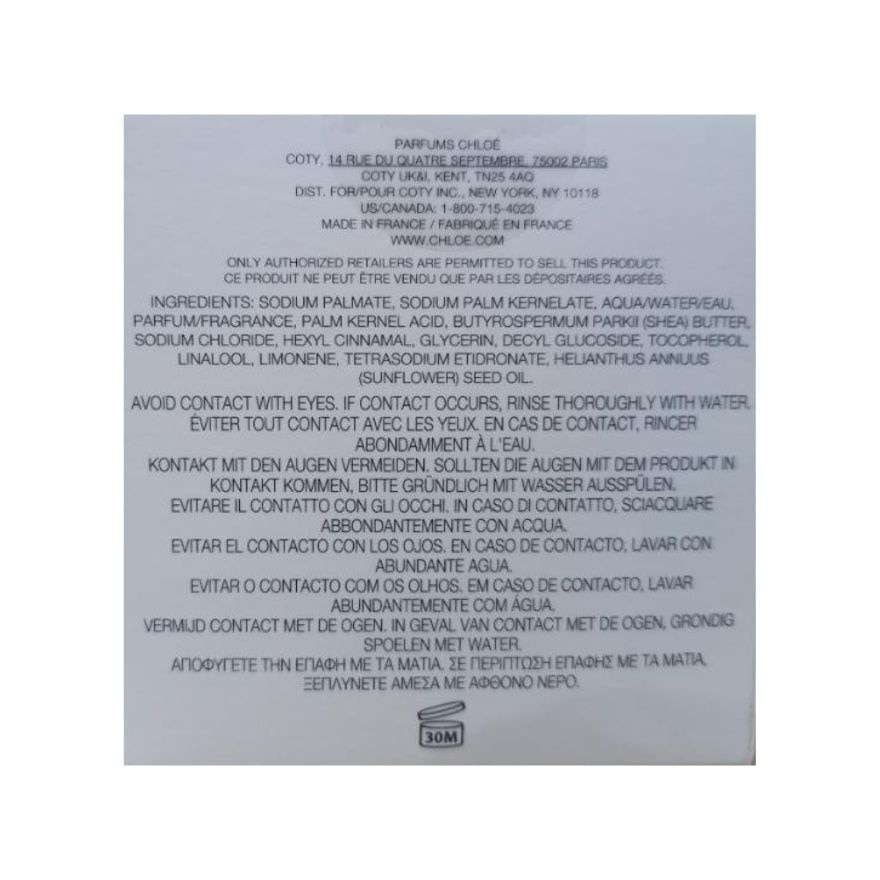 PARFUMS CHLOÉ
COTY, 14 RUE DU QUATRE SEPTEMBRE, 75002 PARIS
COTY UK&I, KENT, TN25 4AQ
DIST. FOR/POUR COTY INC., NEW YORK, NY 10118
US/CANADA: 1-800-715-4023
MADE IN FRANCE / FABRIQUÉ EN FRANCE
WWW.CHLOE.COM
ONLY AUTHORIZED RETAILERS ARE PERMITTED TO SELL THIS PRODUCT.
CE PRODUIT NE PEUT ÊTRE VENDU QUE PAR LES DÉPOSITAIRES AGRÉÉS.
INGREDIENTS: SODIUM PALMATE, SODIUM PALM KERNELATE, AQUA/WATER/EAU,
PARFUM/FRAGRANCE, PALM KERNEL ACID, BUTYROSPERMUM PARKII (SHEA) BUTTER,
SODIUM CHLORIDE, HEXYL CINNAMAL, GLYCERIN, DECYL GLUCOSIDE, TOCOPHEROL,
LINALOOL, LIMONENE, TETRASODIUM ETIDRONATE, HELIANTHUS ANNUUS
(SUNFLOWER) SEED OIL.
AVOID CONTACT WITH EYES. IF CONTACT OCCURS, RINSE THOROUGHLY WITH WATER.
ÉVITER TOUT CONTACT AVEC LES YEUX. EN CAS DE CONTACT, RINCER
ABONDAMMENT À L'EAU.
KONTAKT MIT DEN AUGEN VERMEIDEN. SOLLTEN DIE AUGEN MIT DEM PRODUKT IN
KONTAKT KOMMEN, BITTE GRÜNDLICH MIT WASSER AUSSPÜLEN.
EVITARE IL CONTATTO CON GLI OCCHI. IN CASO DI CONTATTO, SCIACQUARE
ABBONDANTEMENTE CON ACQUA.
EVITAR EL CONTACTO CON LOS OJOS. EN CASO DE CONTACTO, LAVAR CON
ABUNDANTE AGUA.
EVITAR O CONTACTO COM OS OLHOS. EM CASO DE CONTACTO, LAVAR
ABUNDANTEMENTE COM ÁGUA.
VERMIJD CONTACT MET DE OGEN. IN GEVAL VAN CONTACT MET DE OGEN, GRONDIG
SPOELEN MET WATER.
ΑΠΟΦΥΓΕΤΕ ΤΗΝ ΕΠΑΦΗ ΜΕ ΤΑ ΜΑΤΙΑ. ΣΕ ΠΕΡΙΠΤΩΣΗ ΕΠΑΦΗΣ ΜΕ ΤΑ ΜΑΤΙΑ,
ΞΕΠΛΥΝΕΤΕ ΑΜΕΣΑ ΜΕ ΑΦΘΟΝΟ ΝΕΡΟ.
30M